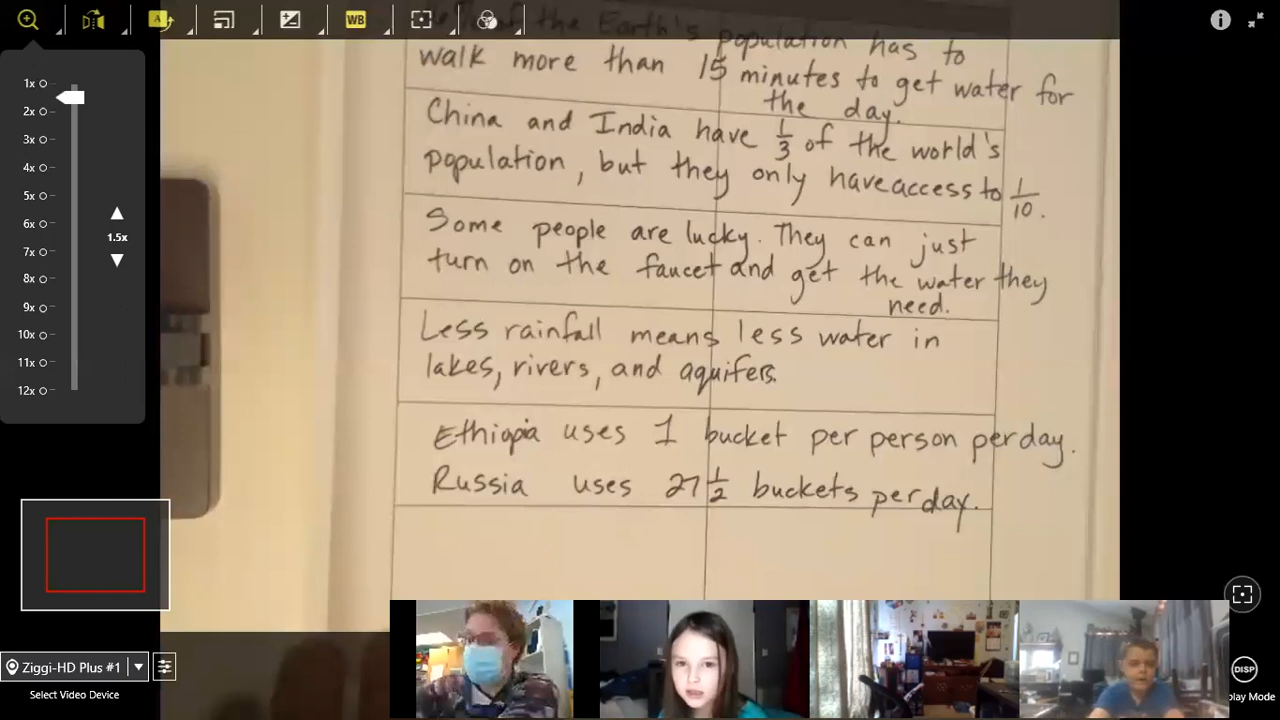 of the Earth's population has to
walk more than 15 minutes to get water for
the day.
China and India have 1/3 of the world's
population, but they only have access to 1/10.
Some people are lucky. They can just
turn on the faucet and get the water they
need.
Less rainfall means less water in
lakes, rivers, and aquifers.
Ethiopia uses 1 bucket per person per day.
Russia uses 27 1/2 buckets per day.
A
WB
1x
2x
3x
4x
5x
6x
7x
8x
9x
10x
11x
12x
1.5x
Ziggi-HD Plus #1
Select Video Device
DISP
play Mode